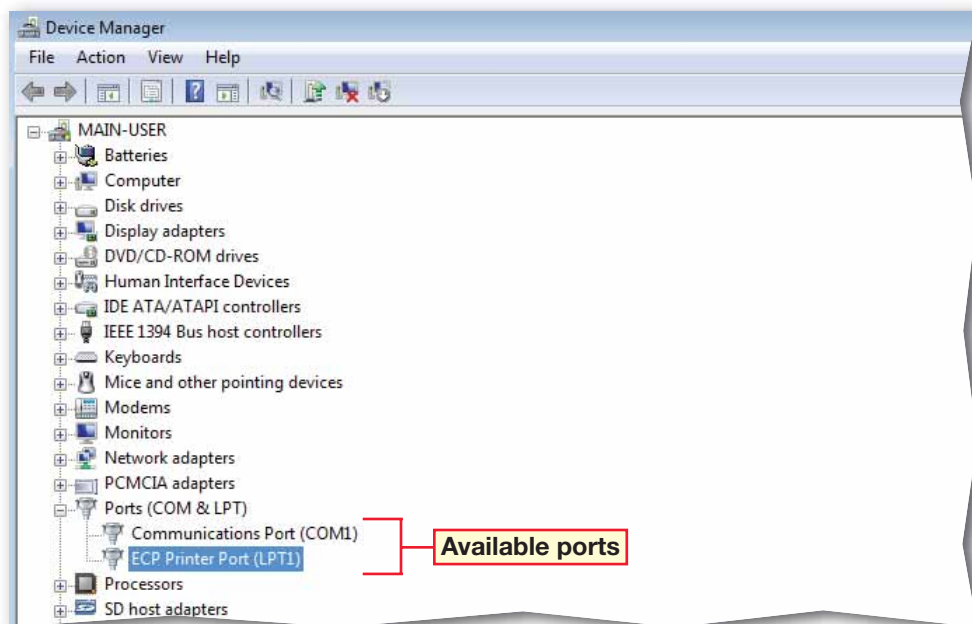 Device Manager
File Action View Help
MAIN-USER
Batteries
Computer
Disk drives
Display adapters
DVD/CD-ROM drives
Human Interface Devices
IDE ATA/ATAPI controllers
IEEE 1394 Bus host controllers
Keyboards
Mice and other pointing devices
Modems
Monitors
Network adapters
PCMCIA adapters
Ports (COM & LPT)
Communications Port (COM1)
ECP Printer Port (LPT1)
Available ports
Processors
SD host adapters